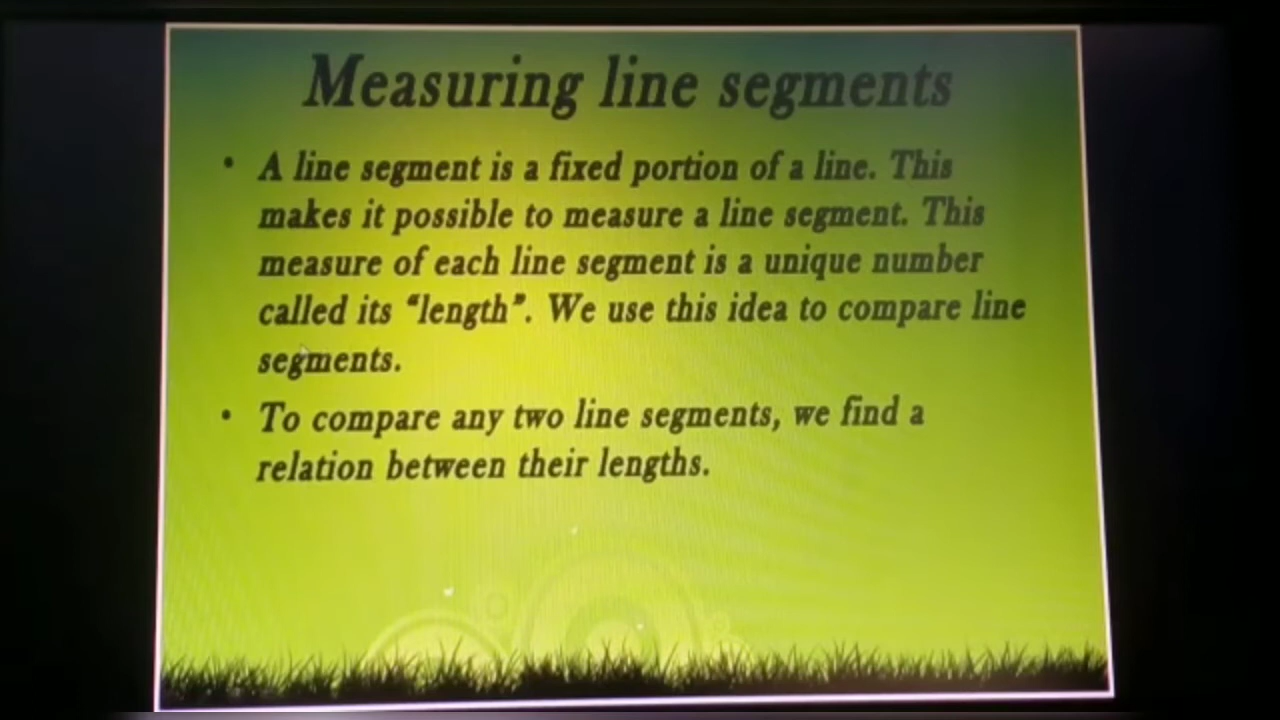 Measuring line segments
• A line segment is a fixed portion of a line. This
makes it possible to measure a line segment. This
measure of each line segment is a unique number
called its “length”. We use this idea to compare line
segments.
• To compare any two line segments, we find a
relation between their lengths.